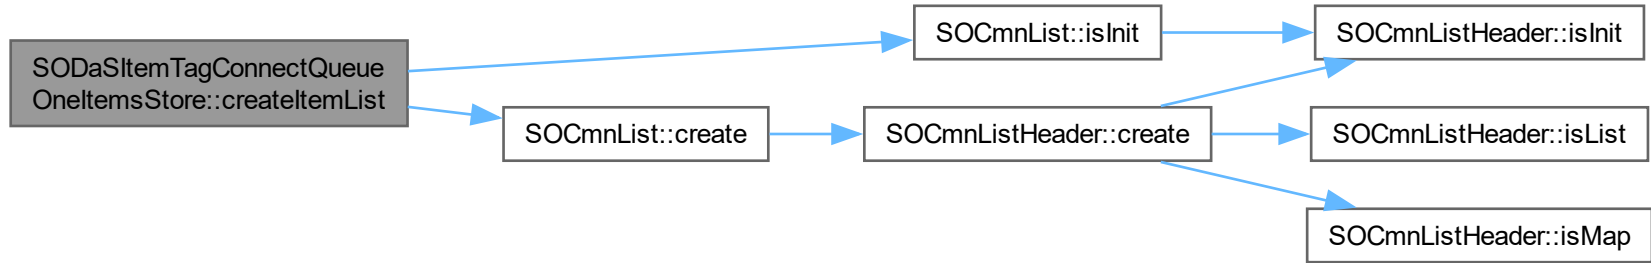 SODaSItemTagConnectQueue
OneItemsStore::createItemList
SOCmnList::isInit
SOCmnListHeader::isInit
SOCmnList::create
SOCmnListHeader::create
SOCmnListHeader::isList
SOCmnListHeader::isMap